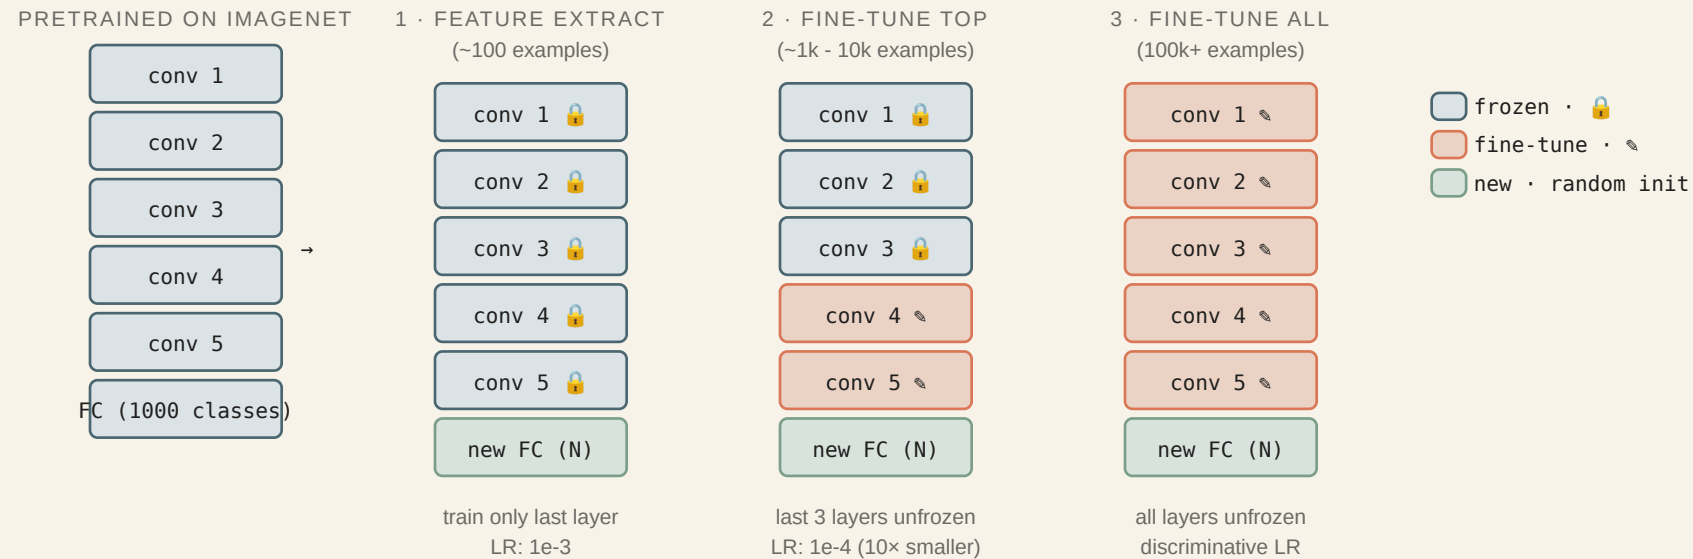 PRETRAINED ON IMAGENET
conv 1
conv 2
conv 3
conv 4
conv 5
FC (1000 classes)
→
1 · FEATURE EXTRACT
(~100 examples)
conv 1 🔒
conv 2 🔒
conv 3 🔒
conv 4 🔒
conv 5 🔒
new FC (N)
train only last layer
LR: 1e-3
2 · FINE-TUNE TOP
(~1k - 10k examples)
conv 1 🔒
conv 2 🔒
conv 3 🔒
conv 4 ✎
conv 5 ✎
new FC (N)
last 3 layers unfrozen
LR: 1e-4 (10× smaller)
3 · FINE-TUNE ALL
(100k+ examples)
conv 1 ✎
conv 2 ✎
conv 3 ✎
conv 4 ✎
conv 5 ✎
new FC (N)
all layers unfrozen
discriminative LR
frozen · 🔒
fine-tune · ✎
new · random init